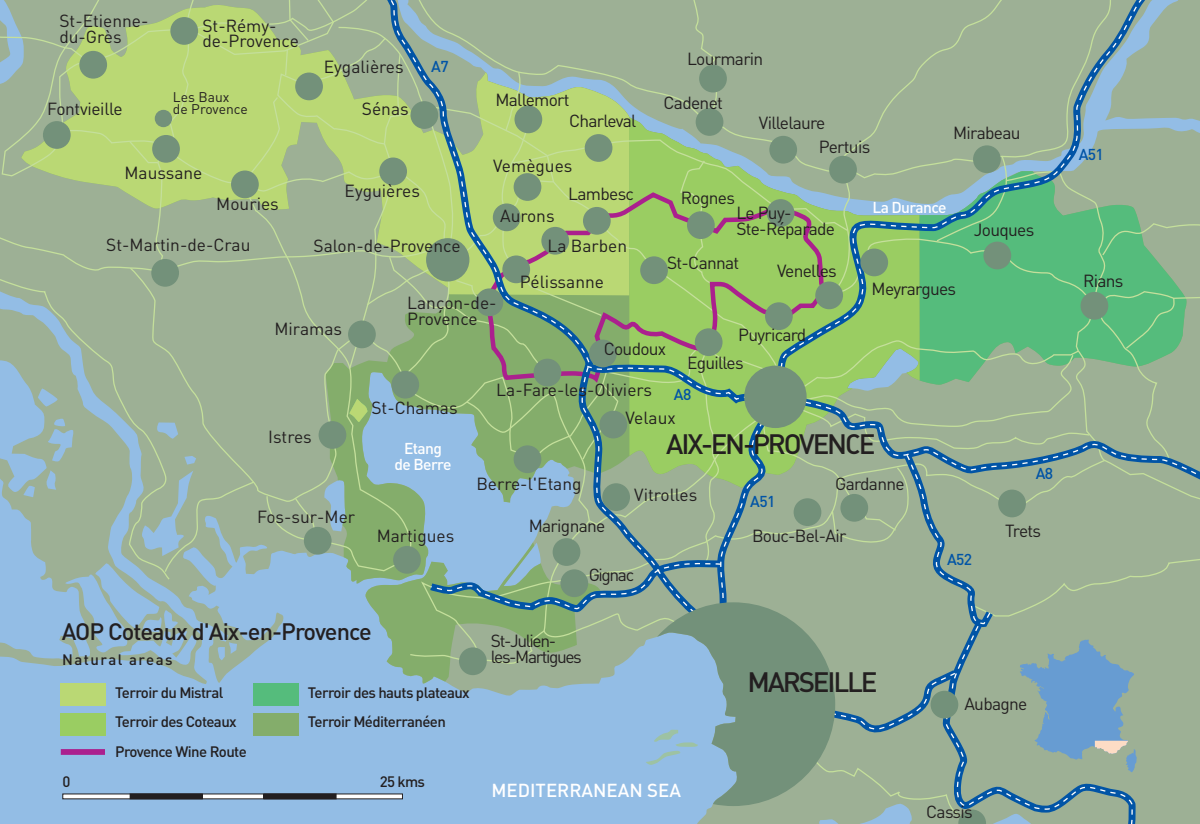 St-Etienne-
du-Grès
St-Rémy-
de-Provence
Eygalières
A7
Lourmarin
Les Baux
de Provence
Fontvieille
Sénas
Mallemort
Charleval
Cadenet
Villelaure
Pertuis
Mirabeau
A51
Maussane
Mouries
Eyguières
Vemègues
Lambesc
Aurons
Rognes
Le Puy-
Ste-Réparade
La Durance
Jouques
St-Martin-de-Crau
Salon-de-Provence
La Barben
St-Cannat
Venelles
Meyrargues
Rians
Pélissanne
Lançon-de-
Provence
Miramas
Coudoux
Puyricard
Eguilles
La-Fare-les-Oliviers
A8
St-Chamas
Velaux
Istres
Etang
de Berre
AIX-EN-PROVENCE
A8
Berre-l'Etang
Vitrolles
A51
Gardanne
Bouc-Bel-Air
Trets
Fos-sur-Mer
Martigues
Marignane
Gignac
A52
St-Julien-
les-Martigues
MARSEILLE
Aubagne
AOP Coteaux d'Aix-en-Provence
Natural areas
Terroir du Mistral
Terroir des hauts plateaux
Terroir des Coteaux
Terroir Méditerranéen
Provence Wine Route
0
25 kms
MEDITERRANEAN SEA
Cassis